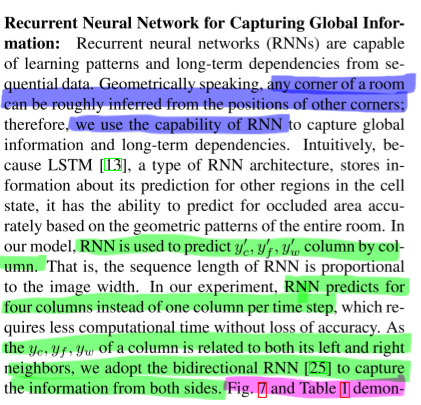 Recurrent Neural Network for Capturing Global Infor-
mation: Recurrent neural networks (RNNs) are capable
of learning patterns and long-term dependencies from se-
quential data. Geometrically speaking, any corner of a room
can be roughly inferred from the positions of other corners;
therefore, we use the capability of RNN to capture global
information and long-term dependencies. Intuitively, be-
cause LSTM [13], a type of RNN architecture, stores in-
formation about its prediction for other regions in the cell
state, it has the ability to predict for occluded area accu-
rately based on the geometric patterns of the entire room. In
our model, RNN is used to predict y′c, y′f, y′w column by col-
umn. That is, the sequence length of RNN is proportional
to the image width. In our experiment, RNN predicts for
four columns instead of one column per time step, which re-
quires less computational time without loss of accuracy. As
the yc, yf, yw of a column is related to both its left and right
neighbors, we adopt the bidirectional RNN [25] to capture
the information from both sides. Fig. 7 and Table 1 demon-